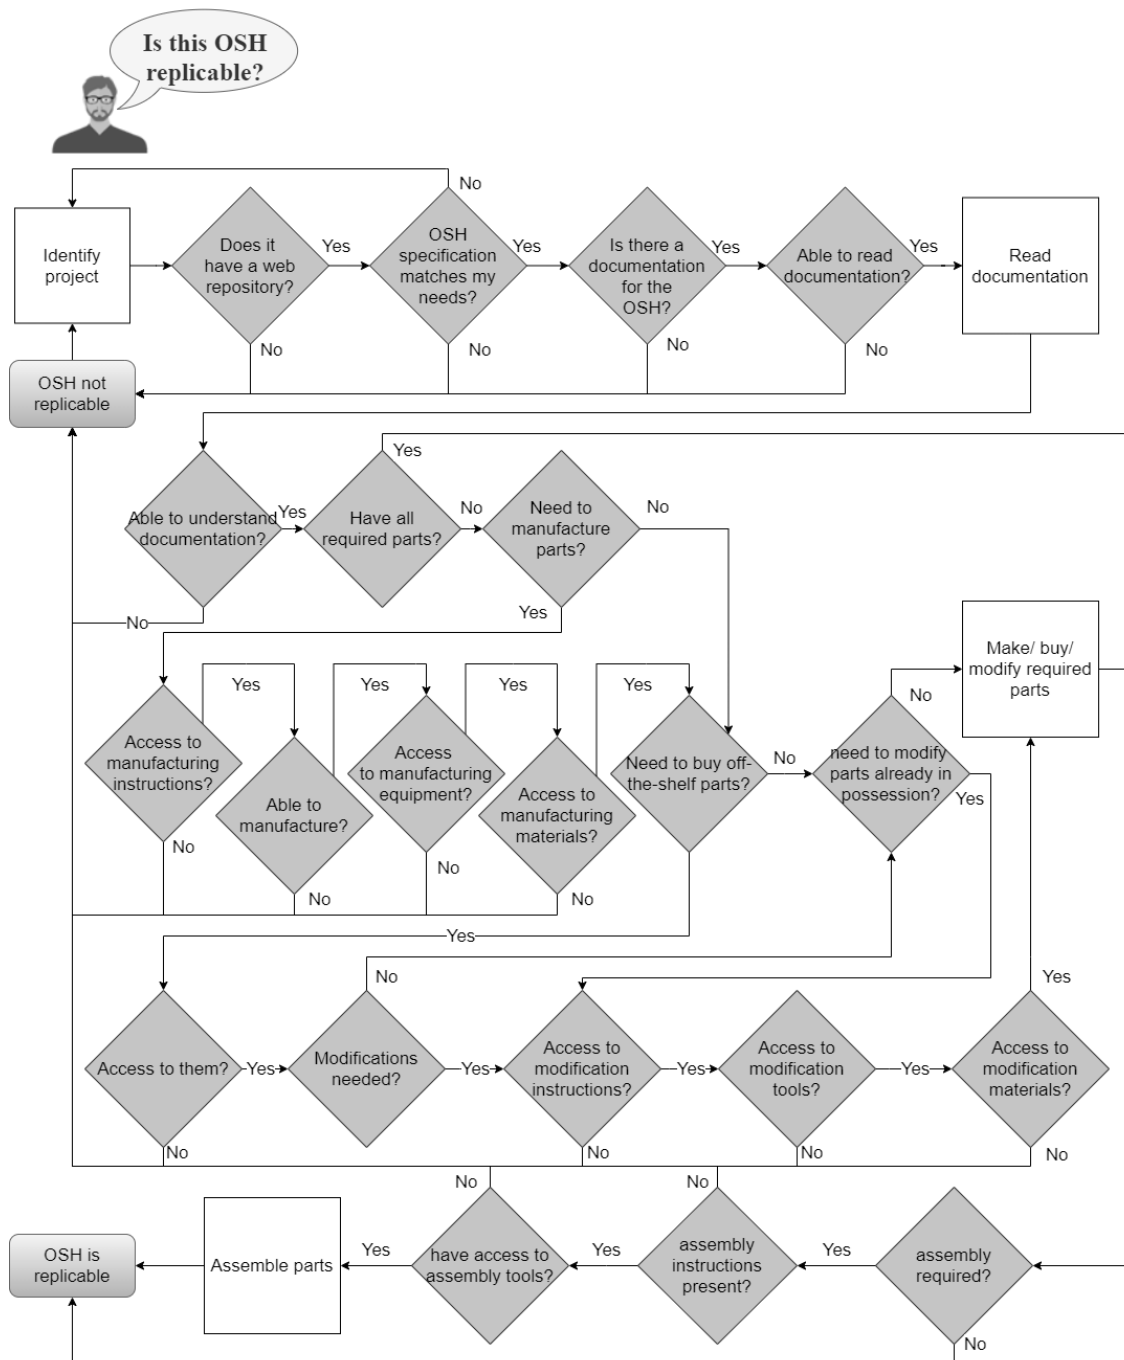 Is this OSH
replicable?
No
Identify
project
Does it
have a web
repository?
Yes
OSH
specification
matches my
needs?
Yes
Is there a
documentation
for the
OSH?
Yes
Able to read
documentation?
Yes
Read
documentation
No
No
No
No
OSH not
replicable
Yes
Able to understand
documentation?
Yes
Have all
required parts?
No
Need to
manufacture
parts?
No
No
Yes
Make/ buy/
modify required
parts
Yes
Yes
Yes
Yes
No
Access to
manufacturing
instructions?
Able to
manufacture?
Access
to manufacturing
equipment?
Access to
manufacturing
materials?
Need to buy off-
the-shelf parts?
No
need to modify
parts already in
possession?
Yes
No
No
No
No
Yes
No
Yes
Access to them?
Yes
Modifications
needed?
Yes
Access to
modification
instructions?
Yes
Access to
modification
tools?
Yes
Access to
modification
materials?
No
No
No
No
No
No
OSH is
replicable
Assemble parts
Yes
have access to
assembly tools?
Yes
assembly
instructions
present?
Yes
assembly
required?
No